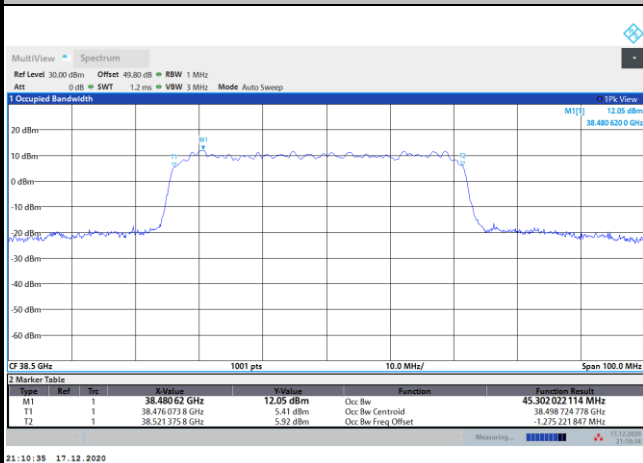 MultiView Spectrum
Ref Level 30.00 dBm Offset 49.80 dB RBW 1 MHz
Att 0 dB SWT 1.2 ms VBW 3 MHz Mode Auto Sweep
1 Occupied Bandwidth 1Pk View
M1[1] 12.05 dBm
38.480 620 0 GHz
20 dBm
M1
T1 T2
10 dBm
0 dBm
-10 dBm
-20 dBm
-30 dBm
-40 dBm
-50 dBm
-60 dBm
CF 38.5 GHz 1001 pts 10.0 MHz/ Span 100.0 MHz
2 Marker Table
Type Ref Trc X-Value Y-Value Function Function Result
M1 1 38.480 62 GHz 12.05 dBm Occ Bw 45.302 022 114 MHz
T1 1 38.476 073 8 GHz 5.41 dBm Occ Bw Centroid 38.498 724 778 GHz
T2 1 38.521 375 8 GHz 5.92 dBm Occ Bw Freq Offset -1.275 221 847 MHz
Measuring... 17.12.2020
21:10:34
21:10:35 17.12.2020